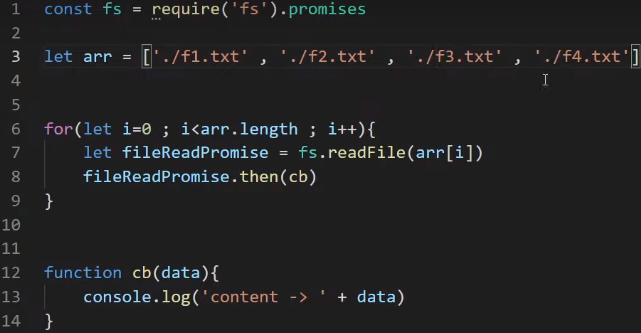 1 const fs = require('fs').promises
2
3 let arr = ['./f1.txt' , './f2.txt' , './f3.txt' , './f4.txt']
4
5
6 for(let i=0 ; i<arr.length ; i++){
7     let fileReadPromise = fs.readFile(arr[i])
8     fileReadPromise.then(cb)
9 }
10
11
12 function cb(data){
13     console.log('content -> ' + data)
14 }